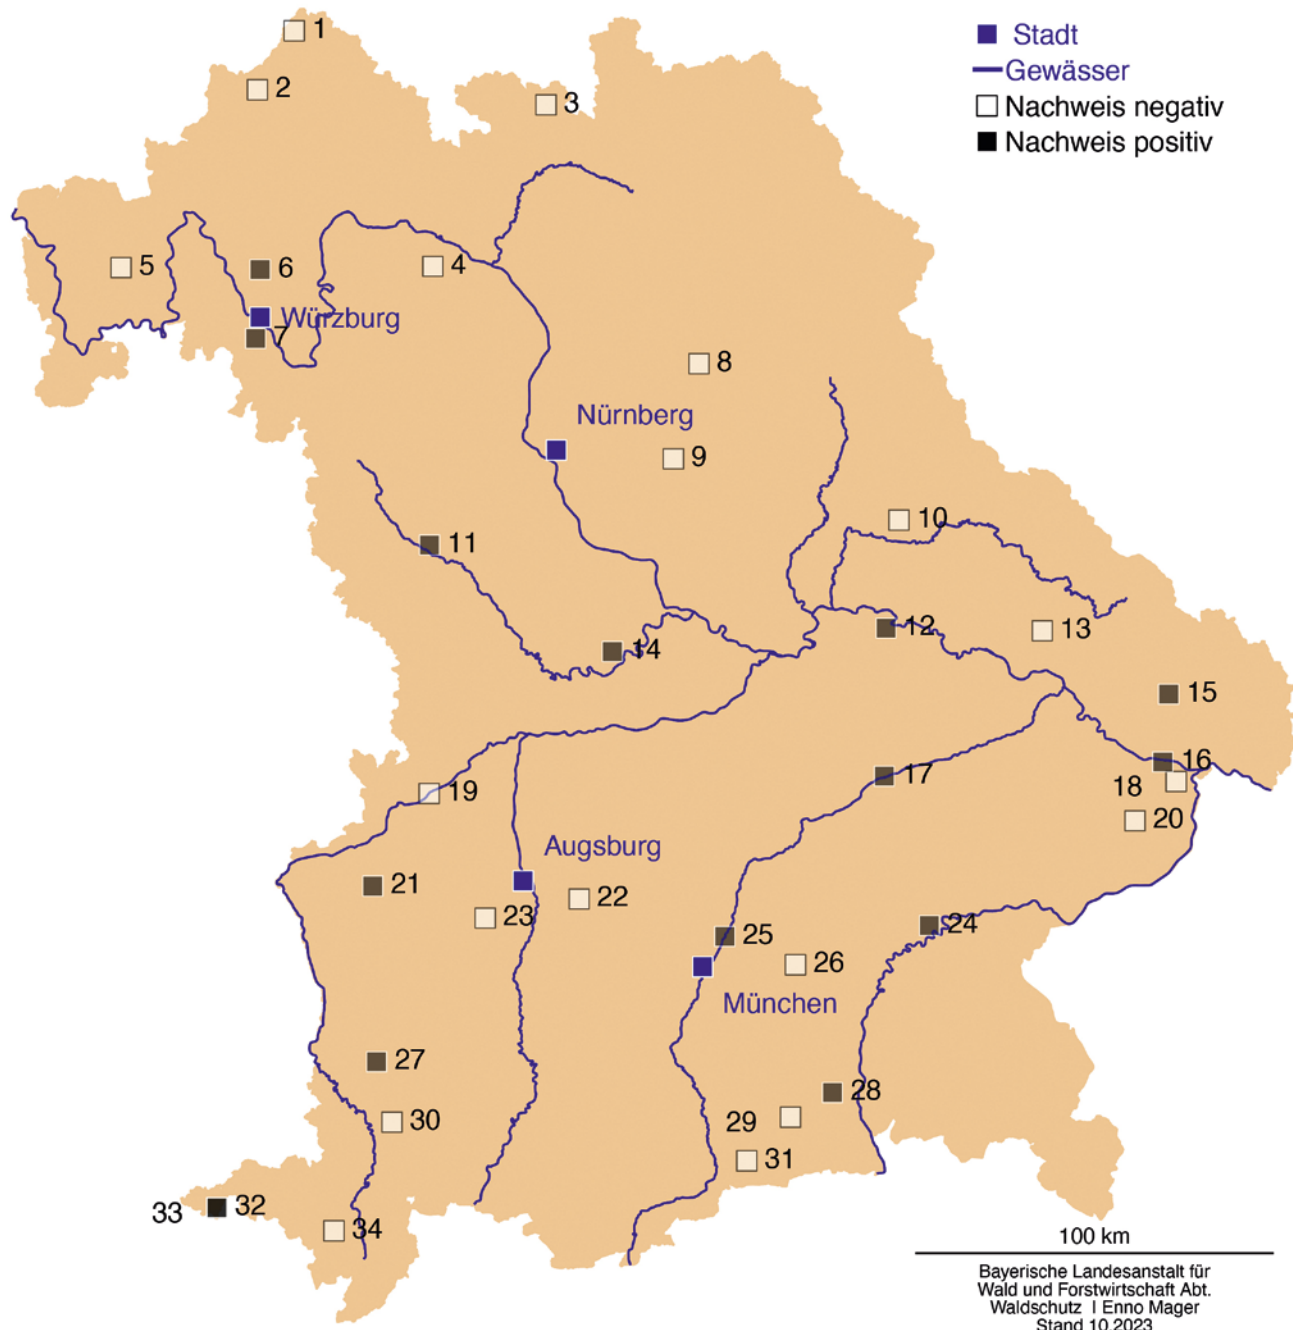 1
Stadt
2
Gewässer
3
Nachweis negativ
Nachweis positiv
5
6
4
Würzburg
7
8
Nürnberg
9
10
11
12
13
14
15
16
17
18
19
20
Augsburg
21
22
23
24
25
26
München
27
28
29
30
31
32
33
34
100 km
Bayerische Landesanstalt für
Wald und Forstwirtschaft Abt.
Waldschutz I Enno Mager
Stand 10.2023